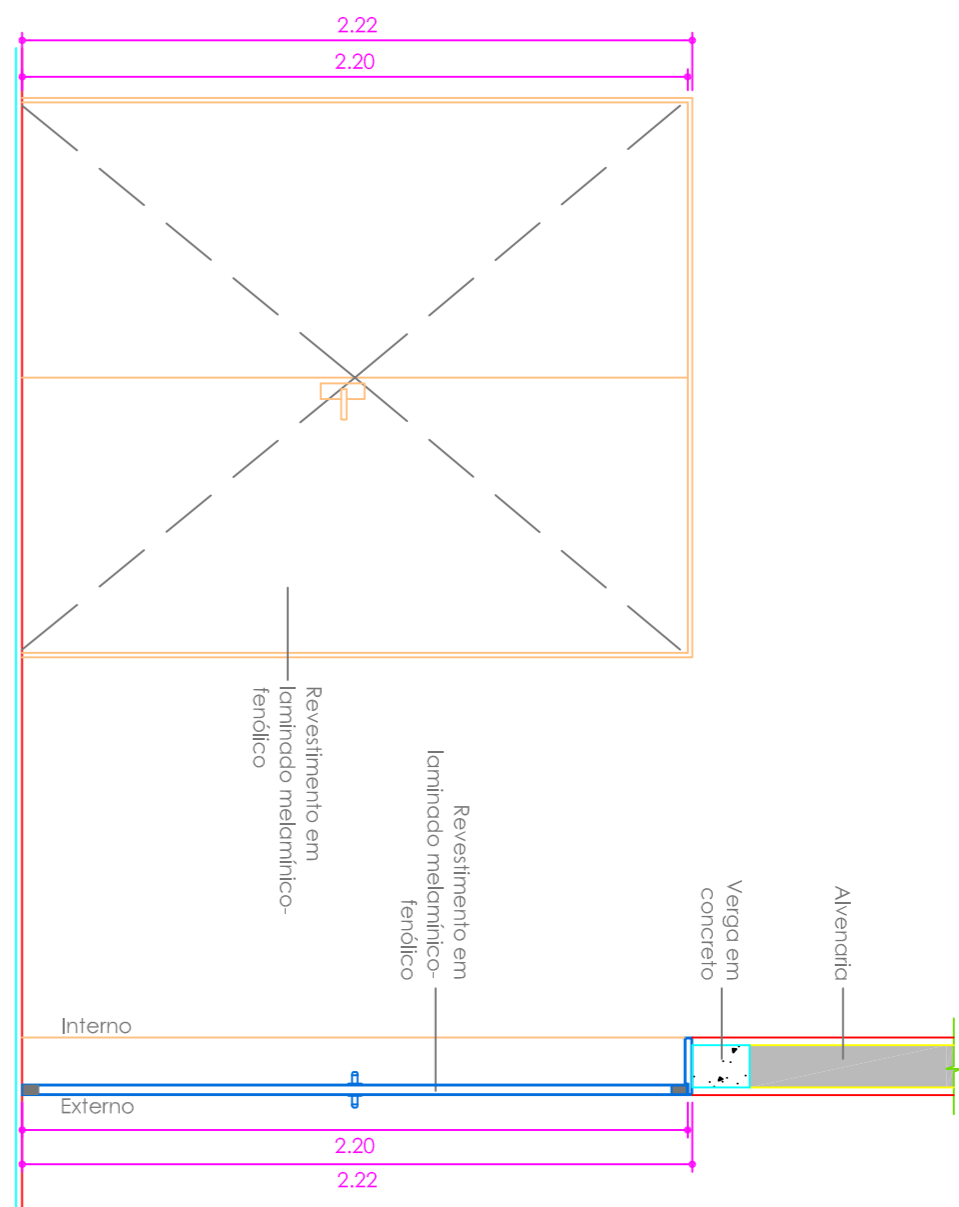 2.22
2.20
Revestimento em
laminado melamínico-
fenólico
Revestimento em
laminado melamínico-
fenólico
Verga em
concreto
Alvenaria
Interno
Externo
2.20
2.22